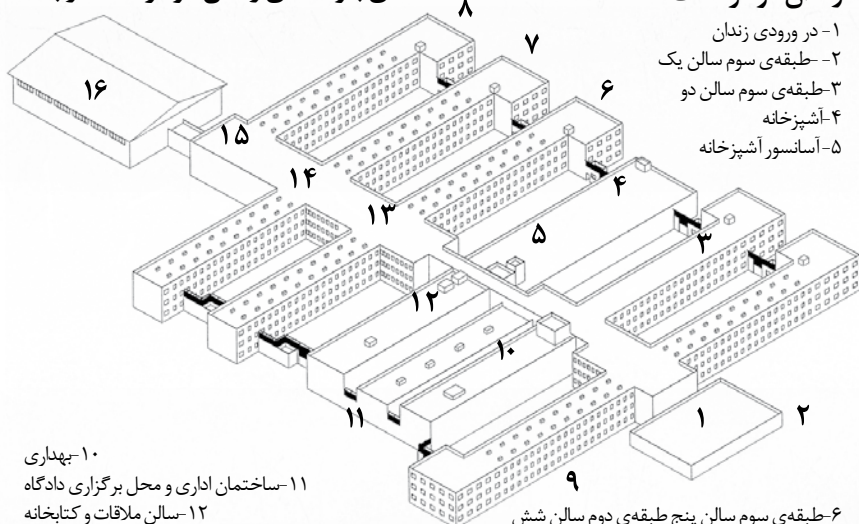 ۱- در ورودی زندان
۲- -طبقه‌ی سوم سالن یک
۳-طبقه‌ی سوم سالن دو
۴-آشپزخانه
۵-آسانسور آشپزخانه
۸
۷
۶
۱۶
۱۵
۱۴
۱۳
۴
۵
۳
۱۲
۱۰
۱۱
۱
۲
۹
۱۰-بهداری
۱۱-ساختمان اداری و محل برگزاری دادگاه
۱۲-سالن ملاقات و کتابخانه
۶-طبقه‌ی سوم سالن پنج طبقه‌ی دوم سالن شش